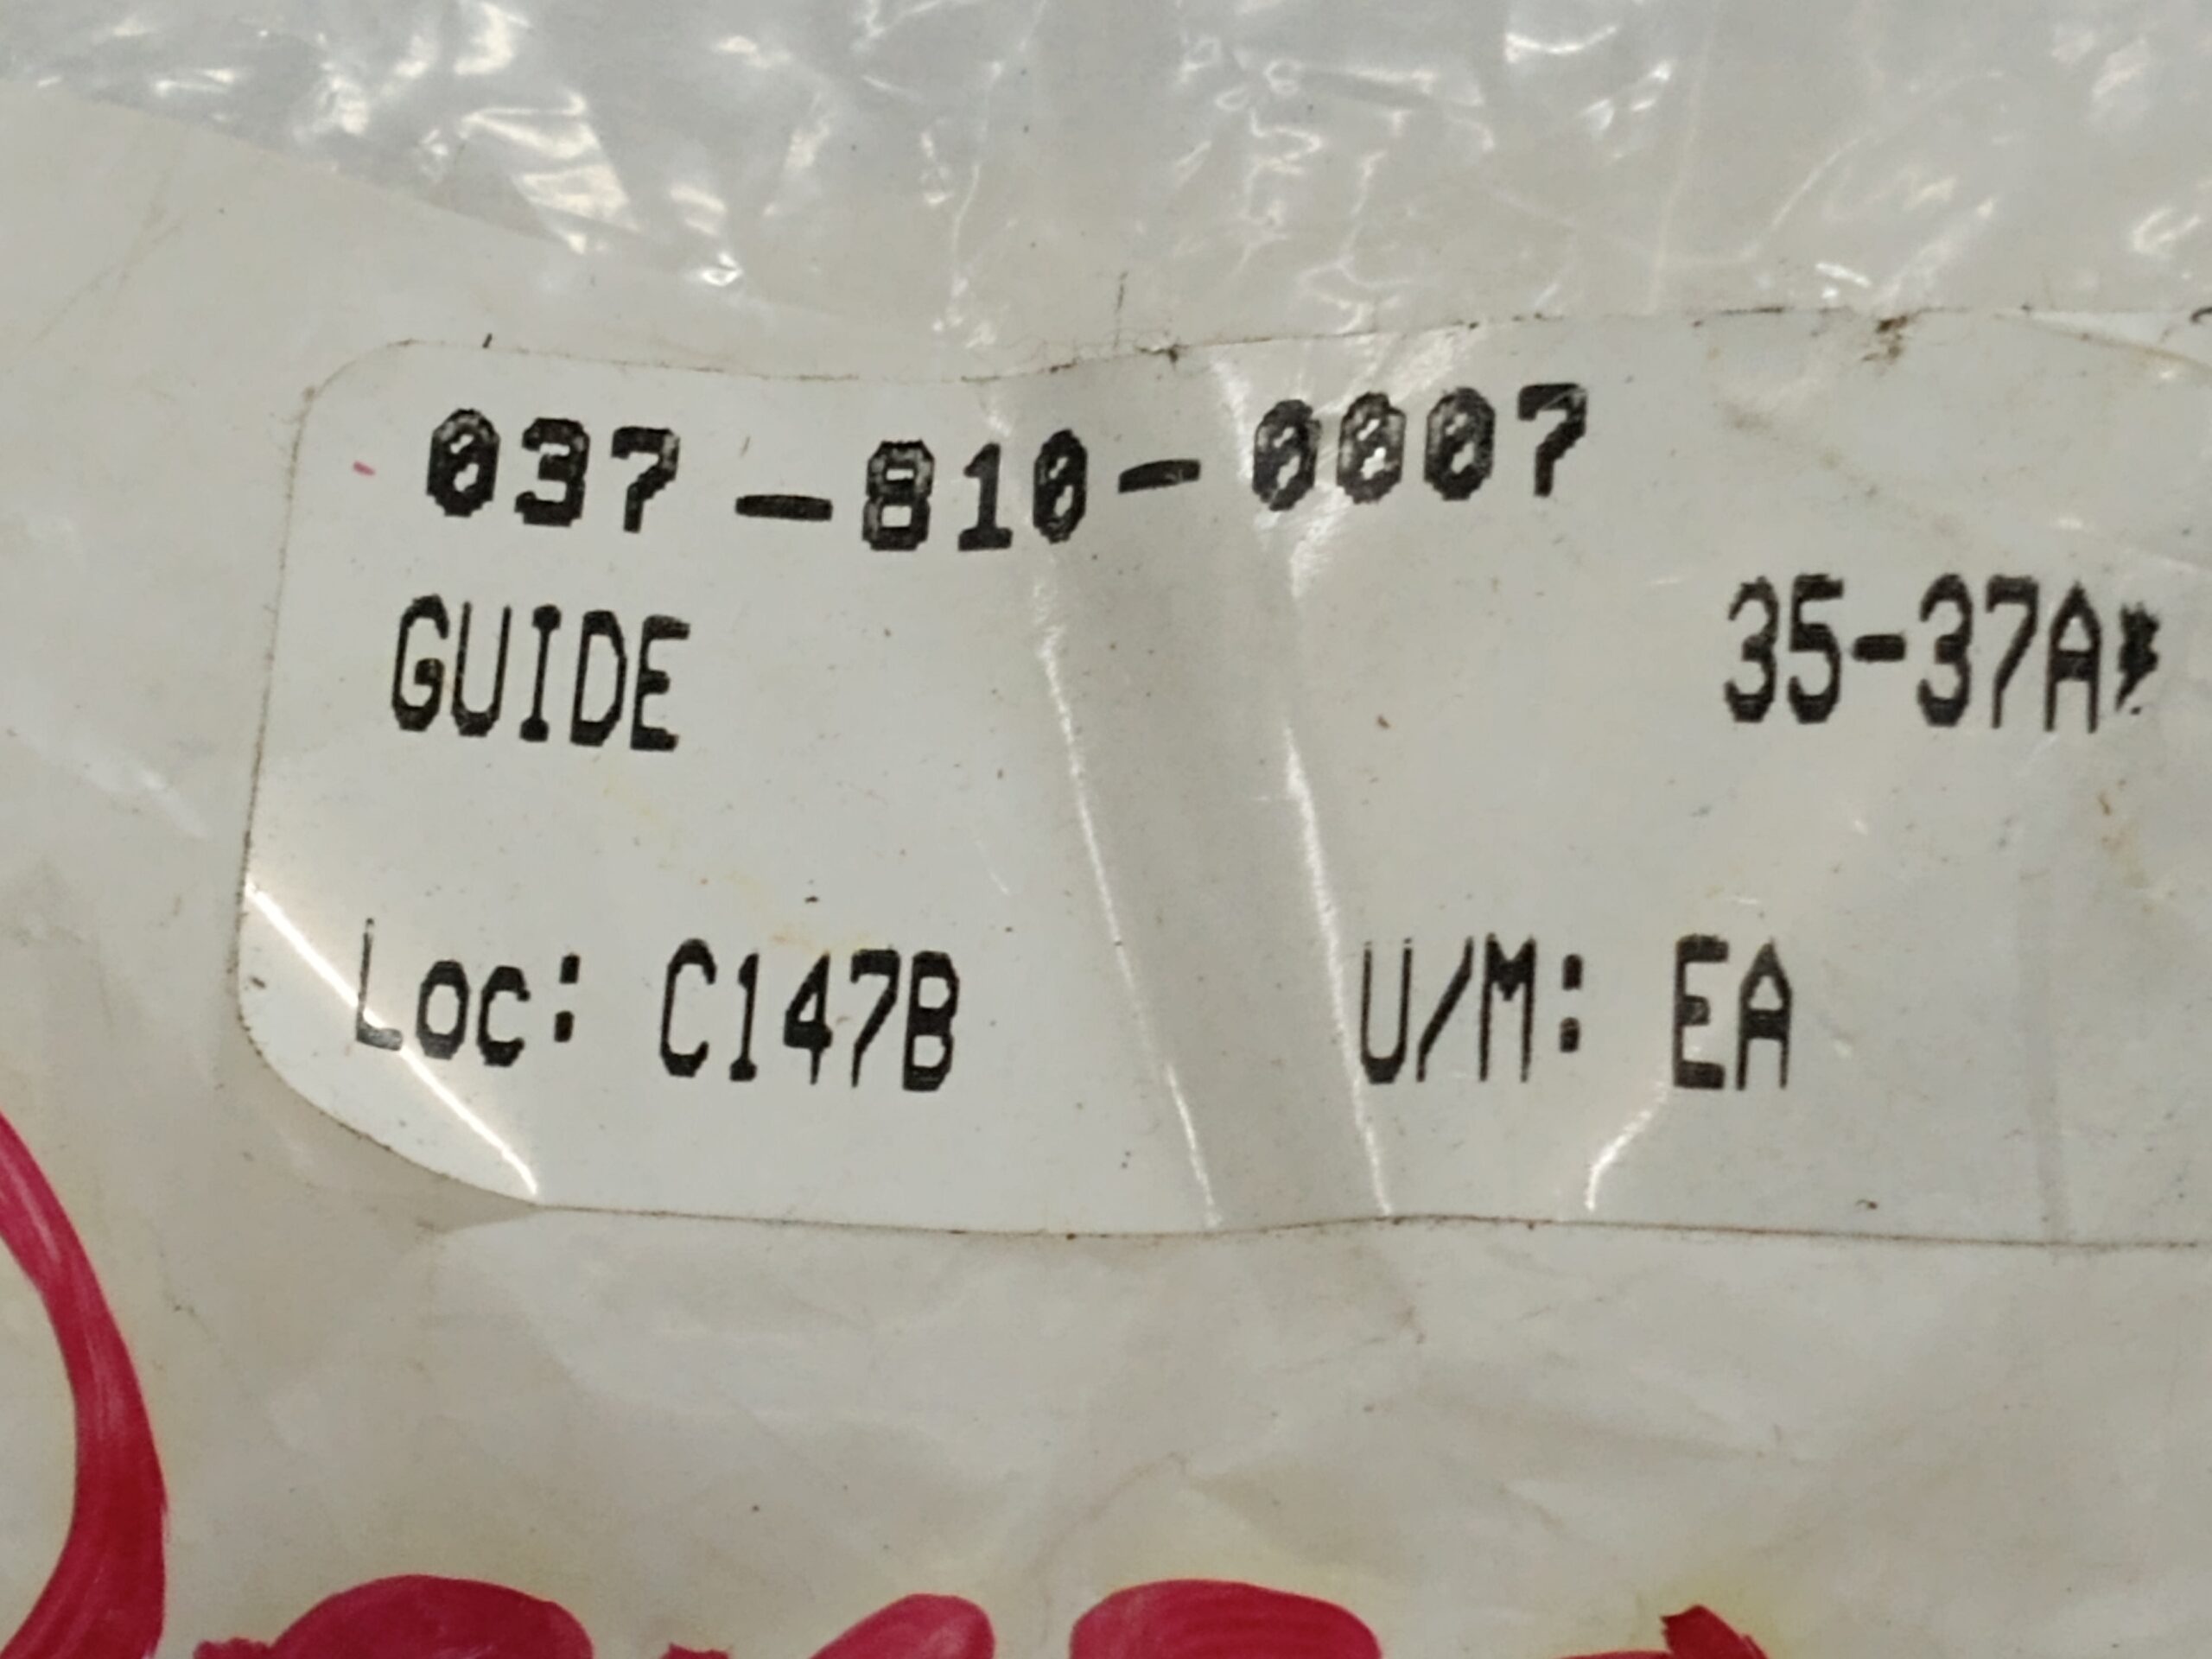 037-810-0007
GUIDE
35-37A*
Loc: C147B U/M: EA